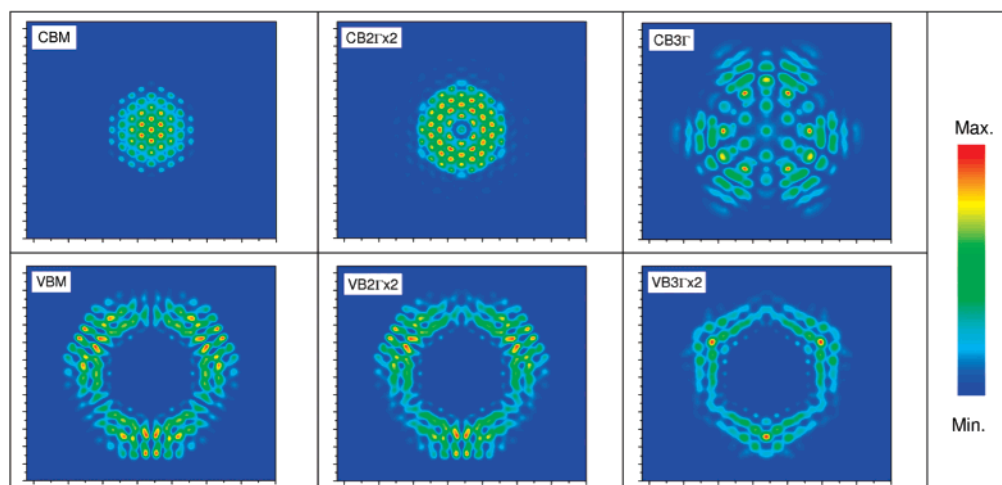 CBM
CB2Γx2
CB3Γ
Max.
Min.
VBM
VB2Γx2
VB3Γx2